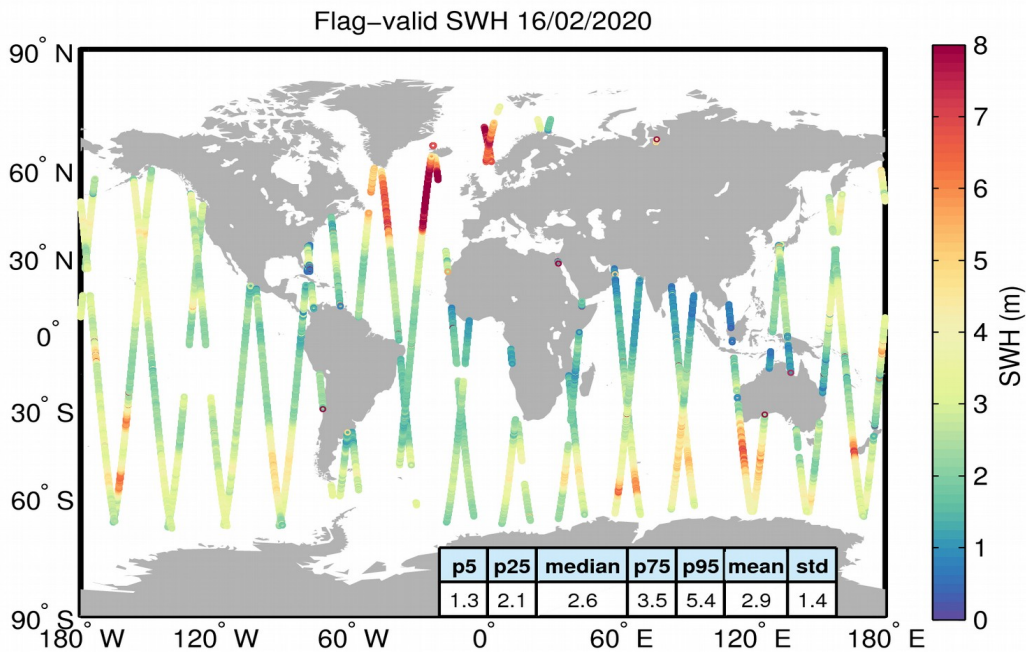 Flag−valid SWH 16/02/2020
90° N
60° N
30° N
0°
30° S
60° S
90° S
180° W
120° W
60° W
0°
60° E
120° E
180° E
8
7
6
5
4
3
2
1
0
SWH (m)
p5 p25 median p75 p95 mean std
1.3 2.1 2.6 3.5 5.4 2.9 1.4